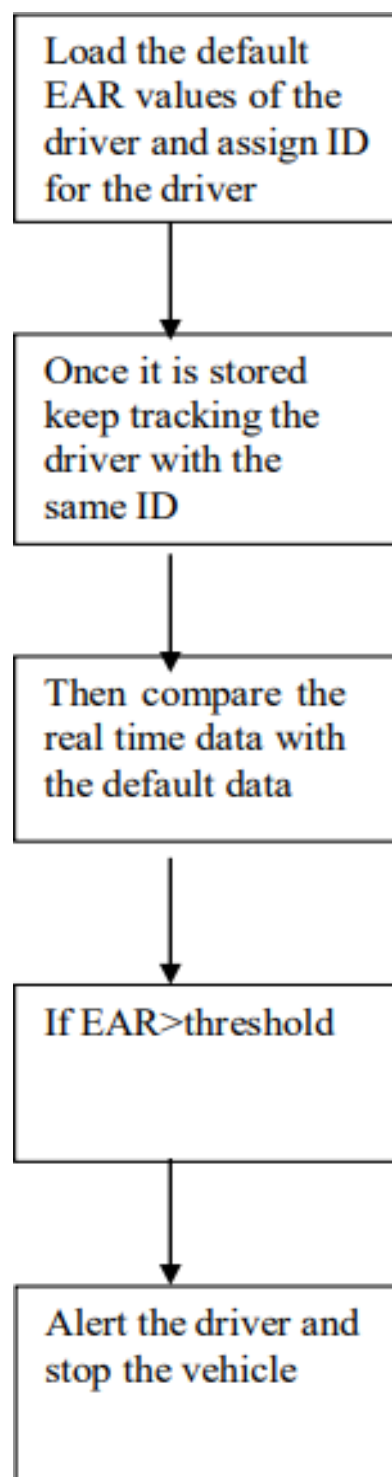 Load the default
EAR values of the
driver and assign ID
for the driver
Once it is stored
keep tracking the
driver with the
same ID
Then compare the
real time data with
the default data
If EAR>threshold
Alert the driver and
stop the vehicle